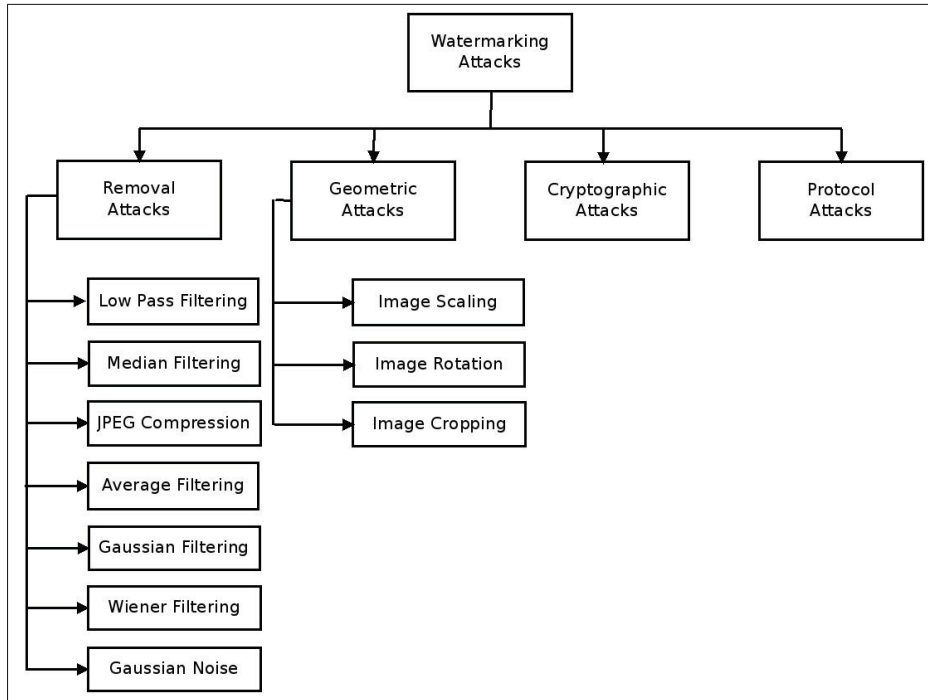 Watermarking
Attacks
Removal
Attacks
Geometric
Attacks
Cryptographic
Attacks
Protocol
Attacks
Low Pass Filtering
Median Filtering
JPEG Compression
Average Filtering
Gaussian Filtering
Wiener Filtering
Gaussian Noise
Image Scaling
Image Rotation
Image Cropping